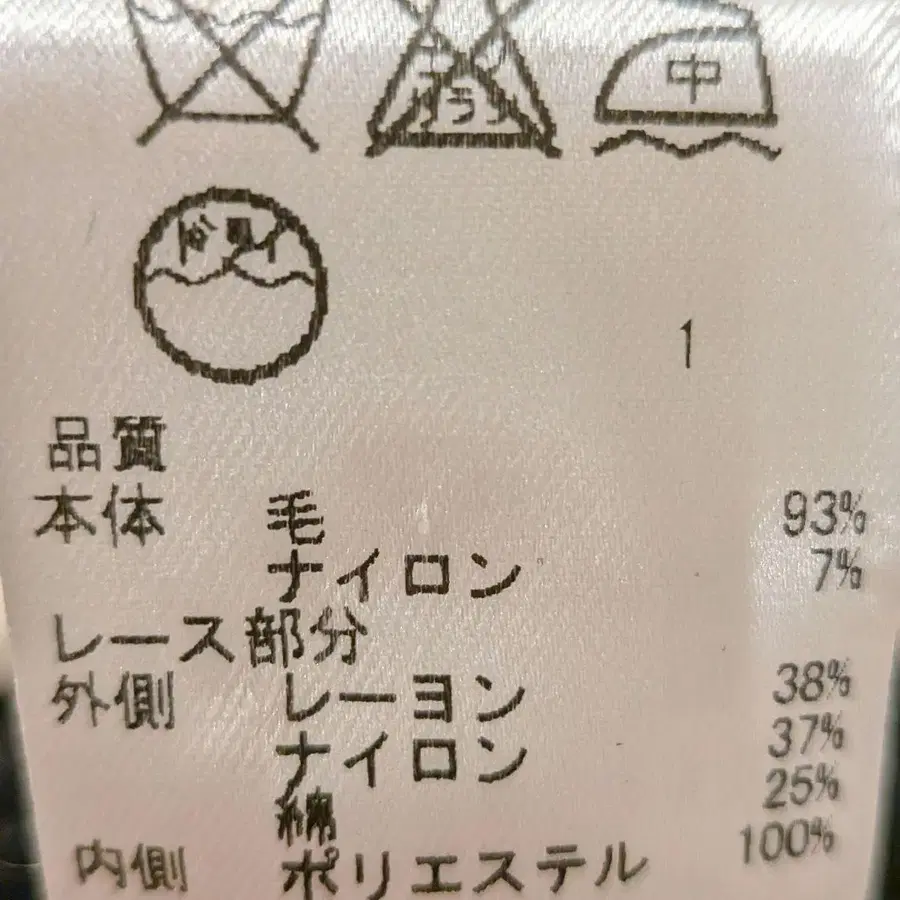 中
ドライ
1
品質
本体 毛 93%
ナイロン 7%
レース部分
外側 レーヨン 38%
ナイロン 37%
綿 25%
内側 ポリエステル 100%